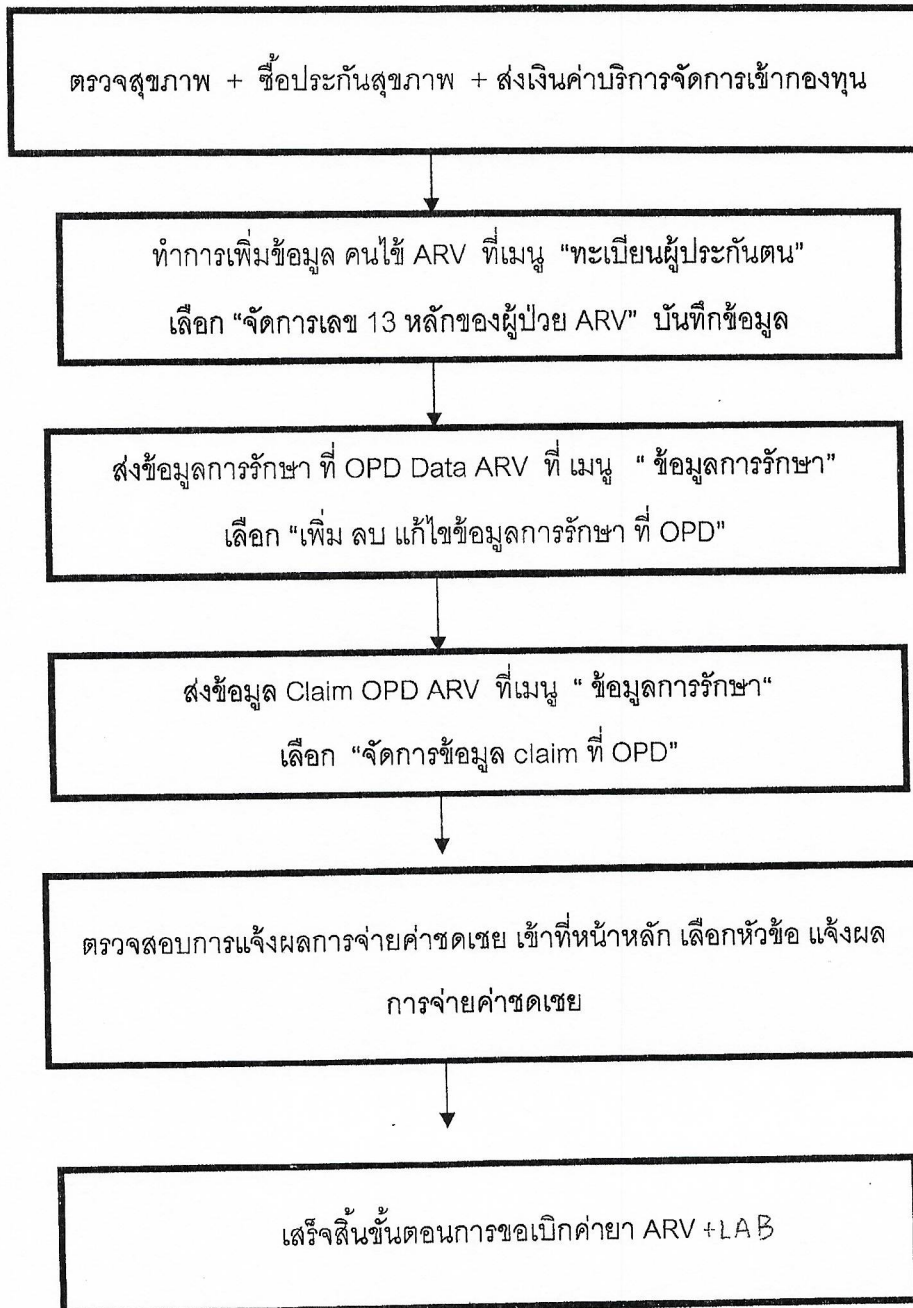 ตรวจสุขภาพ + ซื้อประกันสุขภาพ + ส่งเงินค่าบริการจัดการเข้ากองทุน
ทำการเพิ่มข้อมูล คนไข้ ARV ที่เมนู “ทะเบียนผู้ประกันตน”
เลือก “จัดการเลข 13 หลักของผู้ป่วย ARV” บันทึกข้อมูล
ส่งข้อมูลการรักษา ที่ OPD Data ARV ที่ เมนู “ ข้อมูลการรักษา”
เลือก “เพิ่ม ลบ แก้ไขข้อมูลการรักษา ที่ OPD”
ส่งข้อมูล Claim OPD ARV ที่เมนู “ ข้อมูลการรักษา“
เลือก “จัดการข้อมูล claim ที่ OPD”
ตรวจสอบการแจ้งผลการจ่ายค่าชดเชย เข้าที่หน้าหลัก เลือกหัวข้อ แจ้งผล
การจ่ายค่าชดเชย
เสร็จสิ้นขั้นตอนการขอเบิกค่ายา ARV +LAB